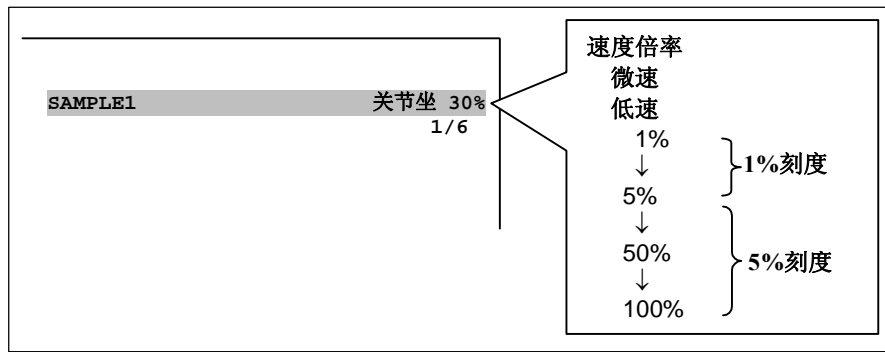 SAMPLE1 关节坐 30%
1/6
速度倍率
微速
低速
1%
↓
5%
↓
50%
↓
100%
1%刻度
5%刻度